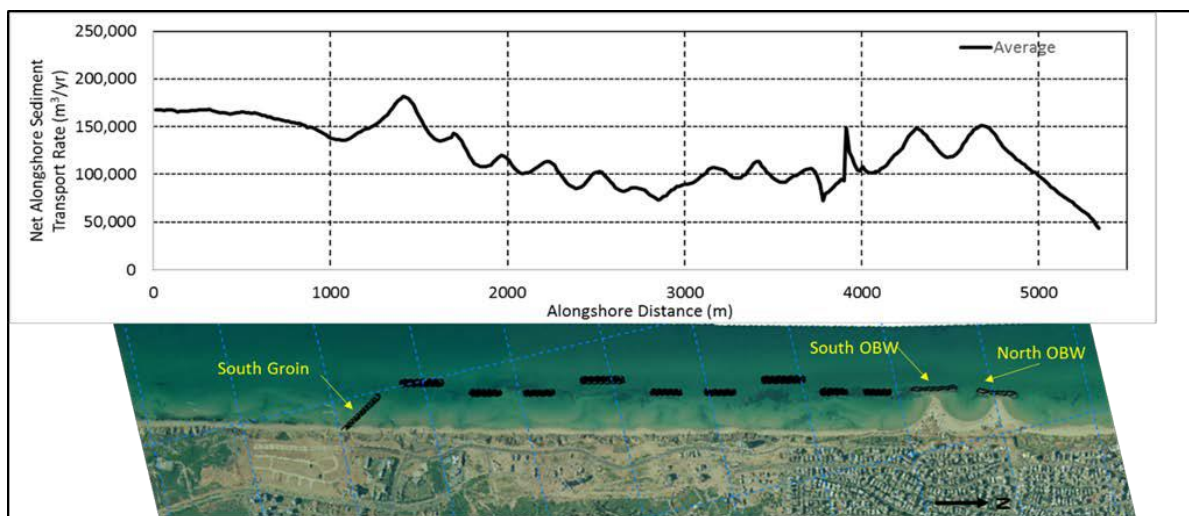 250,000
200,000
150,000
100,000
50,000
0
Net Alongshore Sediment
Transport Rate (m³/yr)
Average
0 1000 2000 3000 4000 5000
Alongshore Distance (m)
South Groin
South OBW
North OBW
N